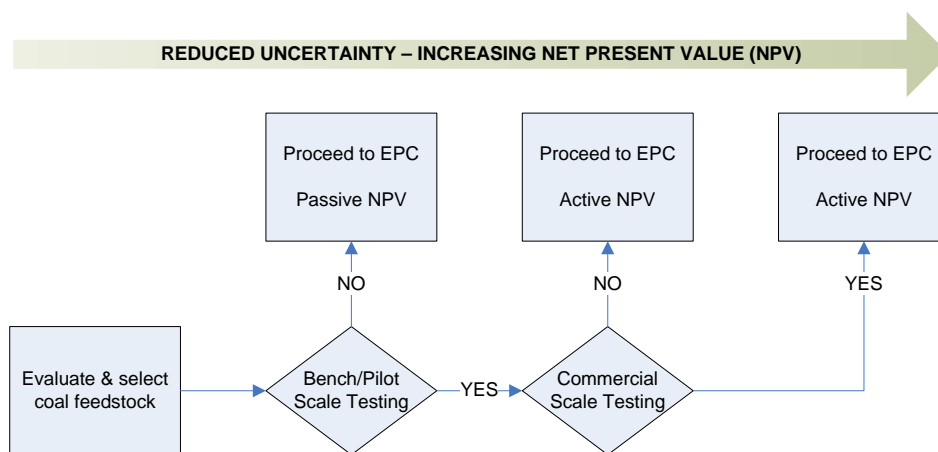 REDUCED UNCERTAINTY – INCREASING NET PRESENT VALUE (NPV)
Proceed to EPC
Passive NPV
Proceed to EPC
Active NPV
Proceed to EPC
Active NPV
NO
NO
YES
Evaluate & select
coal feedstock
Bench/Pilot
Scale Testing
YES
Commercial
Scale Testing